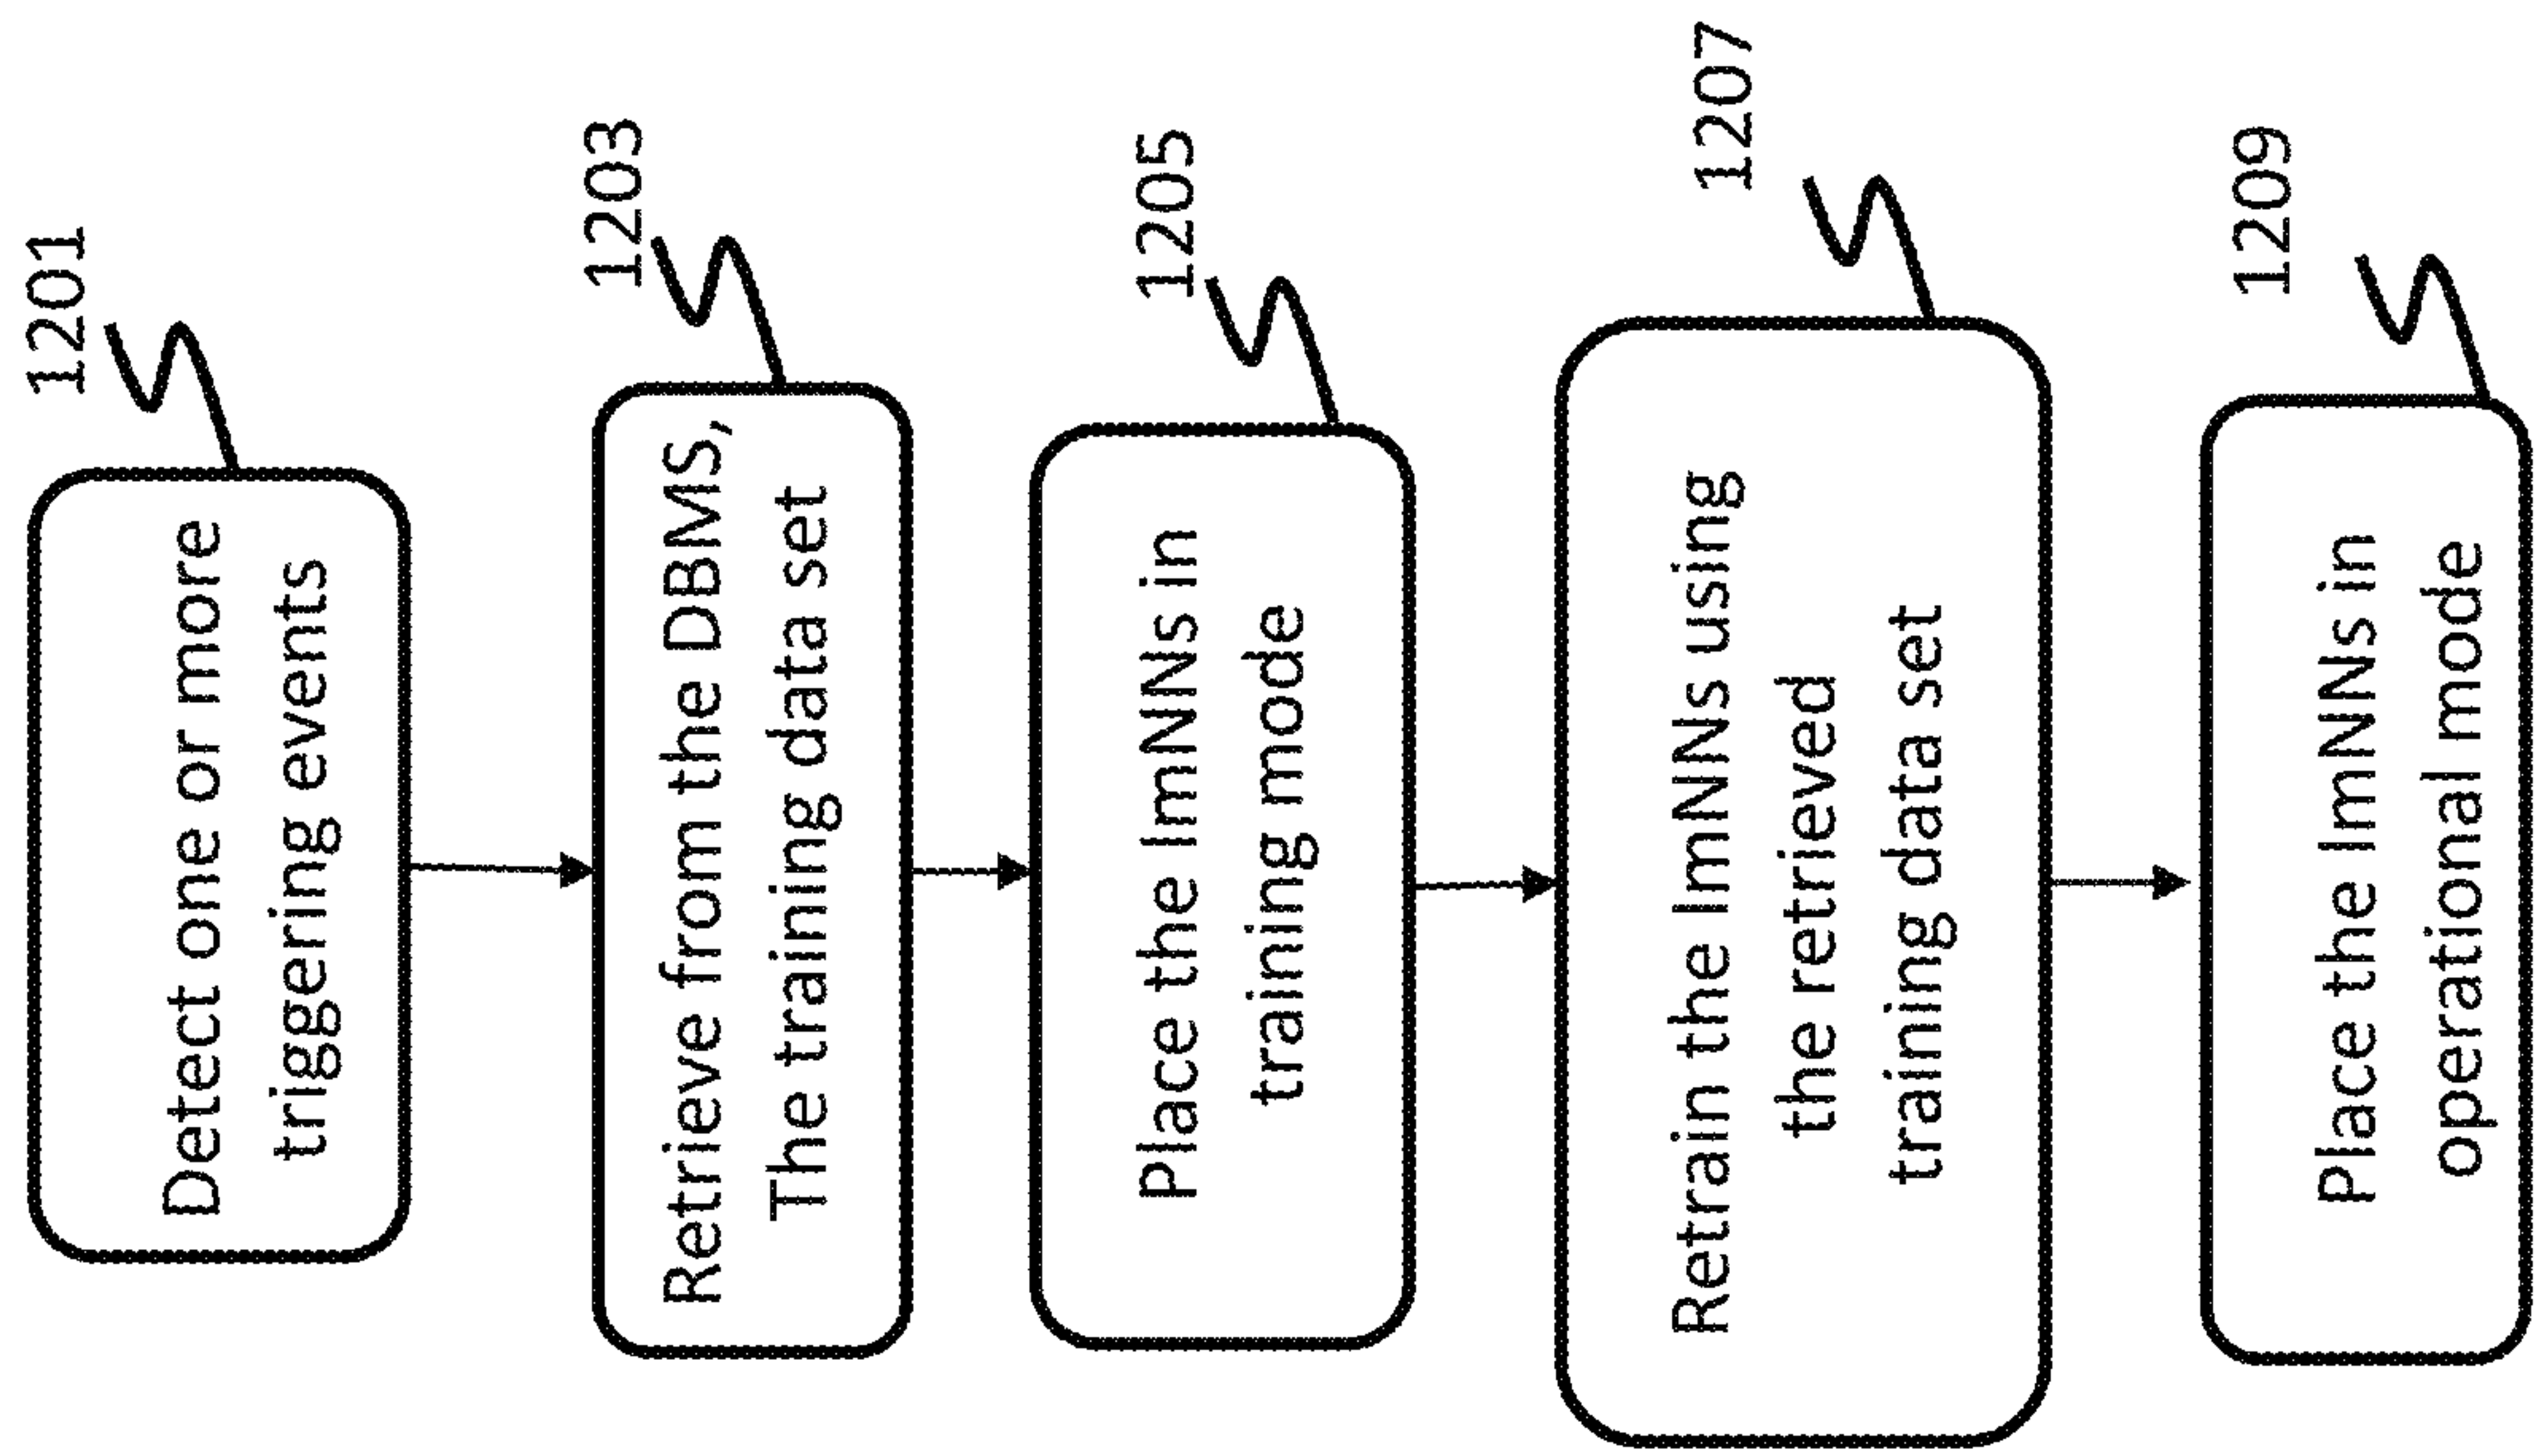 1201
Detect one or more
triggering events
1203
Retrieve from the DBMS,
The training data set
1205
Place the ImNNs in
training mode
1207
Retrain the ImNNs using
the retrieved
training data set
1209
Place the ImNNs in
operational mode